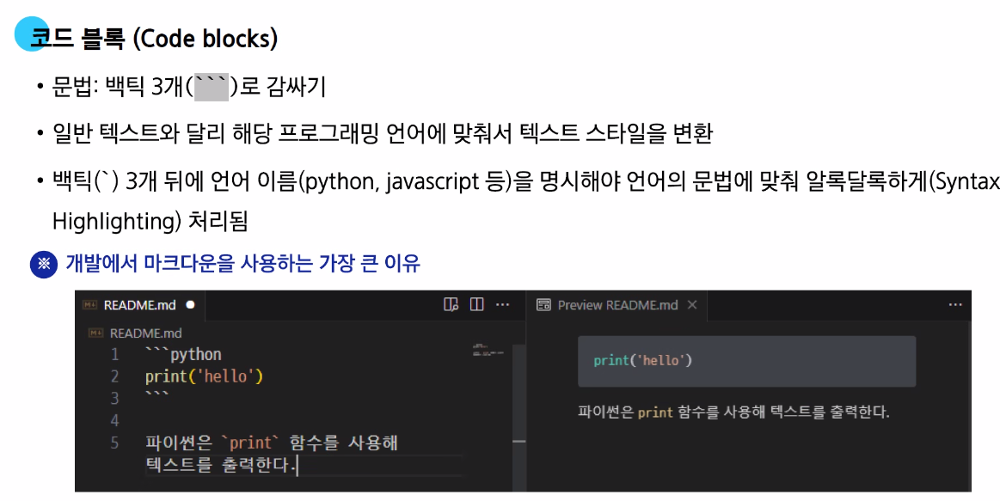 코드 블록 (Code blocks)
• 문법: 백틱 3개(```)로 감싸기
• 일반 텍스트와 달리 해당 프로그래밍 언어에 맞춰서 텍스트 스타일을 변환
• 백틱(`) 3개 뒤에 언어 이름(python, javascript 등)을 명시해야 언어의 문법에 맞춰 알록달록하게(Syntax
Highlighting) 처리됨
※ 개발에서 마크다운을 사용하는 가장 큰 이유
README.md
README.md
1 ```python
2 print('hello')
3 ```
4
5 파이썬은 `print` 함수를 사용해
텍스트를 출력한다.
Preview README.md
print('hello')
파이썬은 print 함수를 사용해 텍스트를 출력한다.